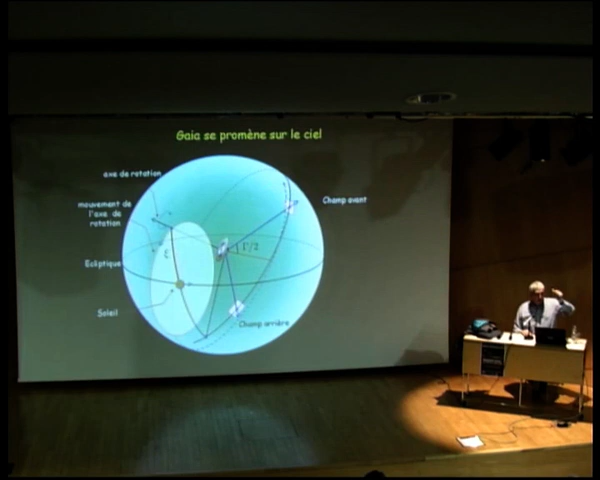 Gaia se promène sur le ciel
axe de rotation
mouvement de
l'axe de
rotation
Champ avant
Γ/2
ξ
Ecliptique
Soleil
Champ arrière